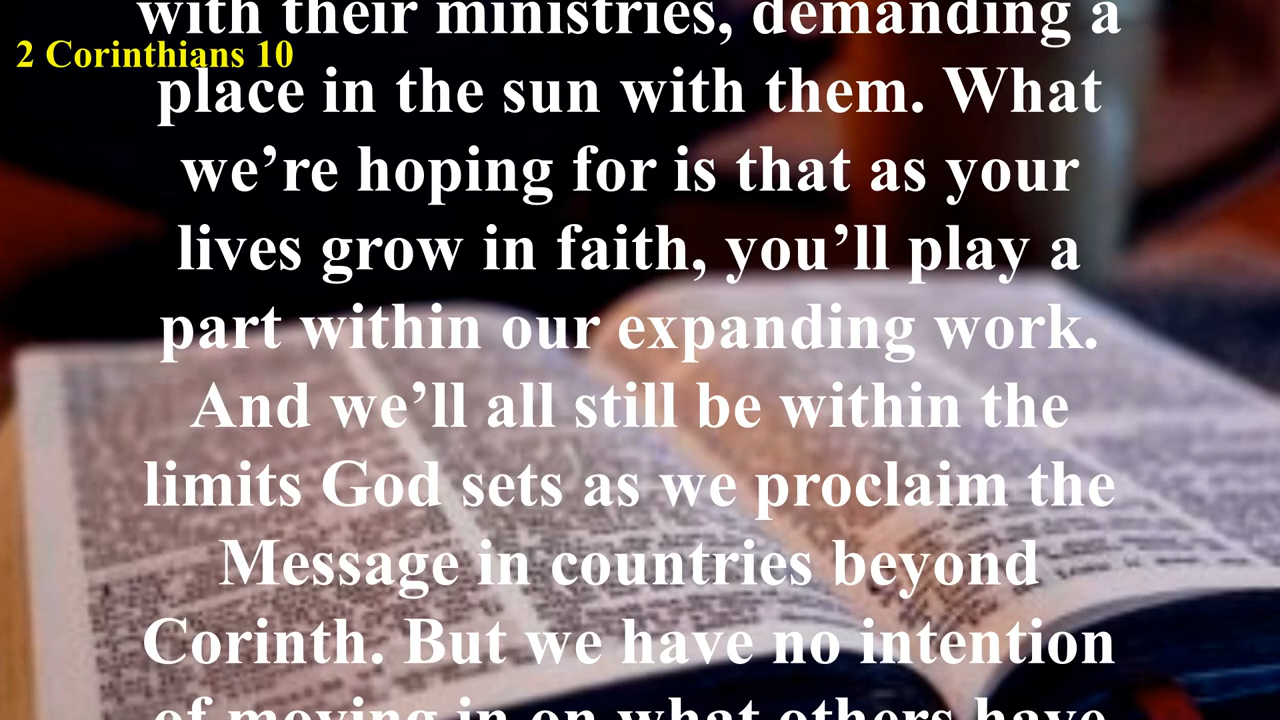 with their ministries, demanding a
2 Corinthians 10
place in the sun with them. What
we’re hoping for is that as your
lives grow in faith, you’ll play a
part within our expanding work.
And we’ll all still be within the
limits God sets as we proclaim the
Message in countries beyond
Corinth. But we have no intention
of moving in on what others have